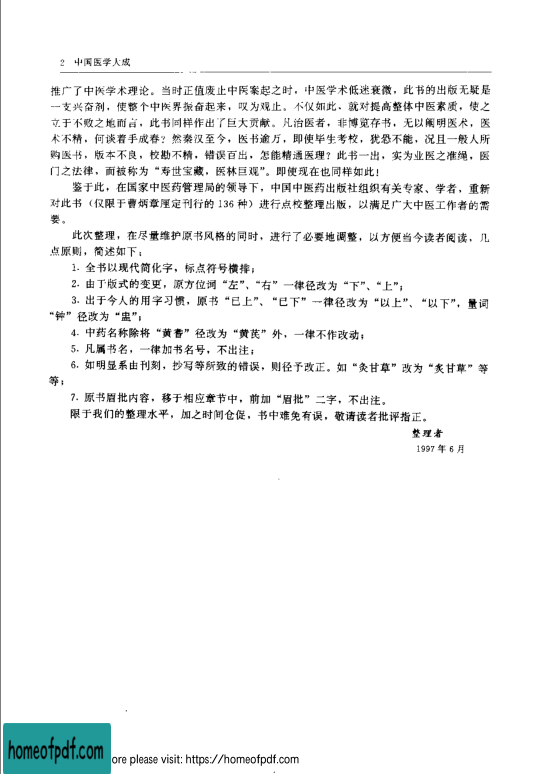 2 中国医学大成
推广了中医学术理论。当时正值废止中医案起之时，中医学术低迷衰微，此书的出版无疑是
一支兴奋剂，使整个中医界振奋起来，叹为观止。不仅如此，就对提高整体中医素质，使之
立于不败之地而言，此书同样作出了巨大贡献。凡治医者，非博览存书，无以阐明医术，医
术不精，何谈着手成春？然秦汉至今，医书逾万，即使毕生考校，犹恐不能，况且一般人所
购医书，版本不良，校勘不精，错误百出，怎能精通医理？此书一出，实为业医之准绳，医
门之法律，而被称为“寿世宝藏，医林巨观”。即使现在也同样如此！
鉴于此，在国家中医药管理局的领导下，中国中医药出版社组织有关专家、学者，重新
对此书（仅限于曹炳章厘定刊行的 136 种）进行点校整理出版，以满足广大中医工作者的需
要。
此次整理，在尽量维护原书风格的同时，进行了必要地调整，以方便当今读者阅读，几
点原则，简述如下：
1. 全书以现代简化字，标点符号横排；
2. 由于版式的变更，原方位词“左”、“右”一律径改为“下”、“上”；
3. 出于今人的用字习惯，原书“已上”、“已下”一律径改为“以上”、“以下”，量词
“钟”径改为“盅”；
4. 中药名称除将“黄蓍”径改为“黄芪”外，一律不作改动；
5. 凡属书名，一律加书名号，不出注；
6. 如明显系由刊刻，抄写等所致的错误，则径予改正。如“灸甘草”改为“炙甘草”等
等；
7. 原书眉批内容，移于相应章节中，前加“眉批”二字，不出注。
限于我们的整理水平，加之时间仓促，书中难免有误，敬请读者批评指正。
整理者
1997 年 6 月
homeofpdf.com
ore please visit: https://homeofpdf.com